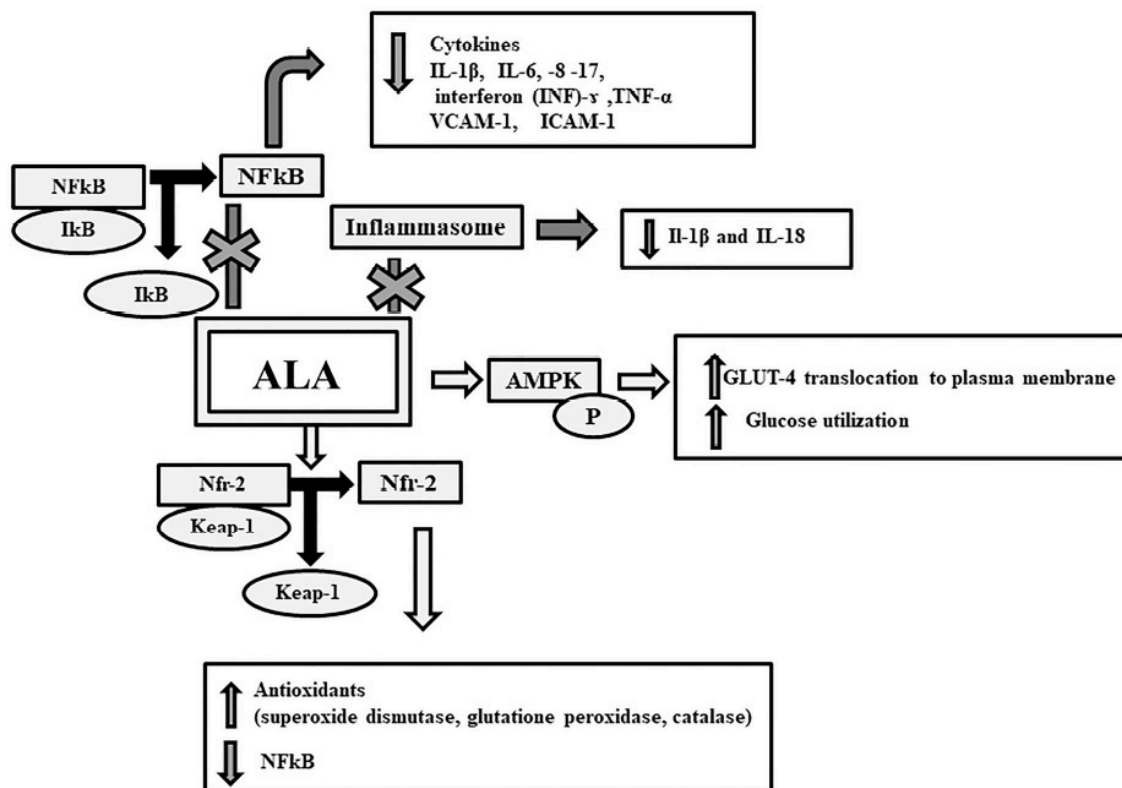 Cytokines
IL-1β, IL-6, -8 -17,
interferon (INF)-ɤ ,TNF-α
VCAM-1, ICAM-1
NFkB
NFkB
IkB
IkB
Inflammasome
Il-1β and IL-18
ALA
AMPK
P
GLUT-4 translocation to plasma membrane
Glucose utilization
Nfr-2
Keap-1
Nfr-2
Keap-1
Antioxidants
(superoxide dismutase, glutatione peroxidase, catalase)
NFkB